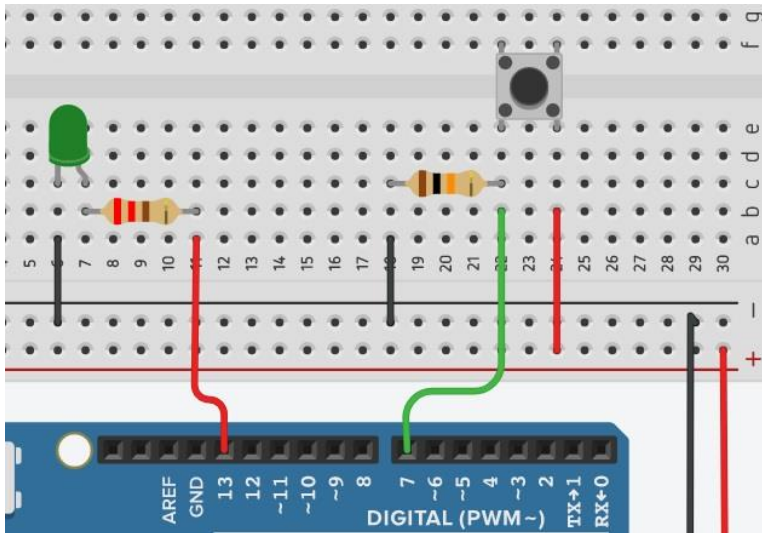 g
f
e
d
c
b
a
5 6 7 8 9 10 11 12 13 14 15 16 17 18 19 20 21 22 23 24 25 26 27 28 29 30
−
+
AREF GND 13 12 ~11 ~10 ~9 8 7 ~6 ~5 4 ~3 2 TX→1 RX←0
DIGITAL (PWM~)